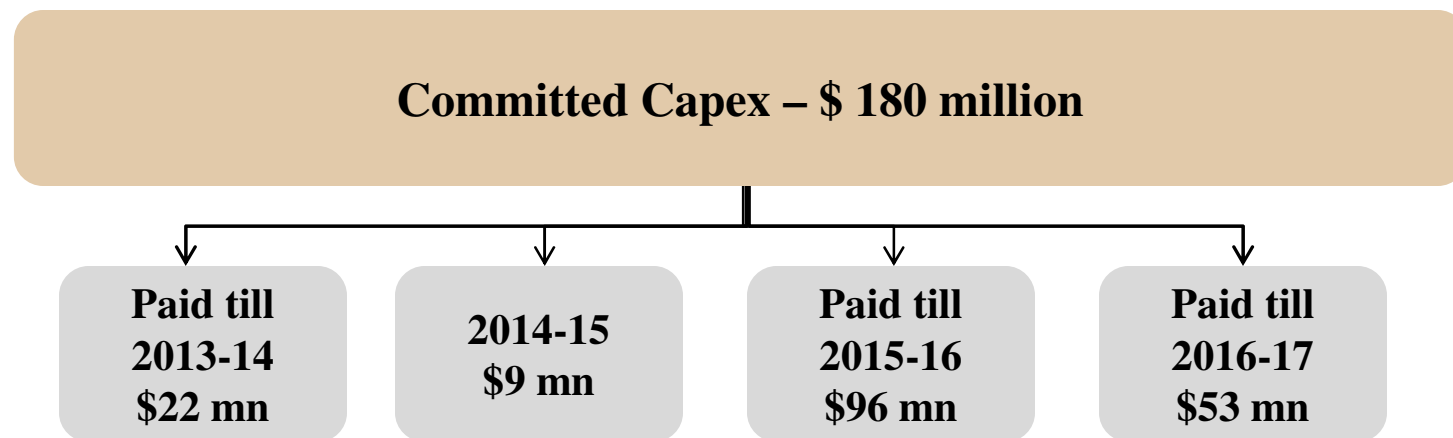 Committed Capex – $ 180 million
Paid till
2013-14
$22 mn
2014-15
$9 mn
Paid till
2015-16
$96 mn
Paid till
2016-17
$53 mn